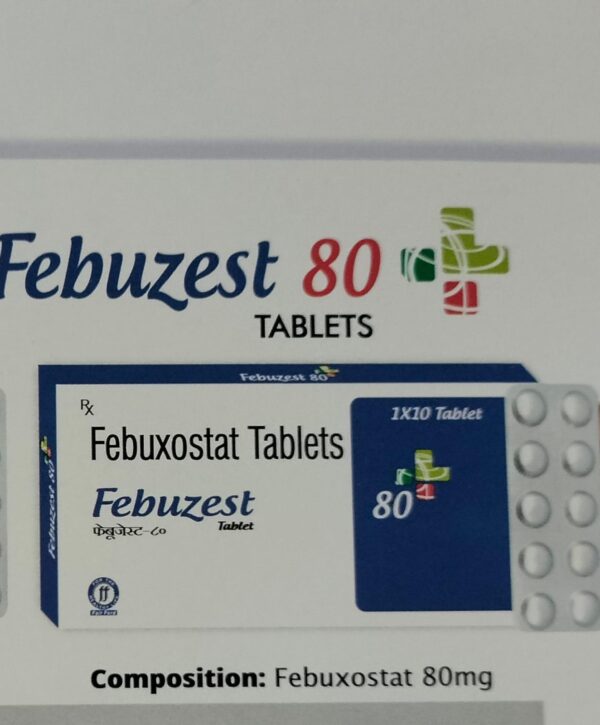 Febuzest 80
TABLETS
Febuzest 80
Rx
Febuxostat Tablets
Febuzest
Tablet
फेबूजेस्ट-८०
1X10 Tablet
80
Febuzest 80
ff
Composition: Febuxostat 80mg